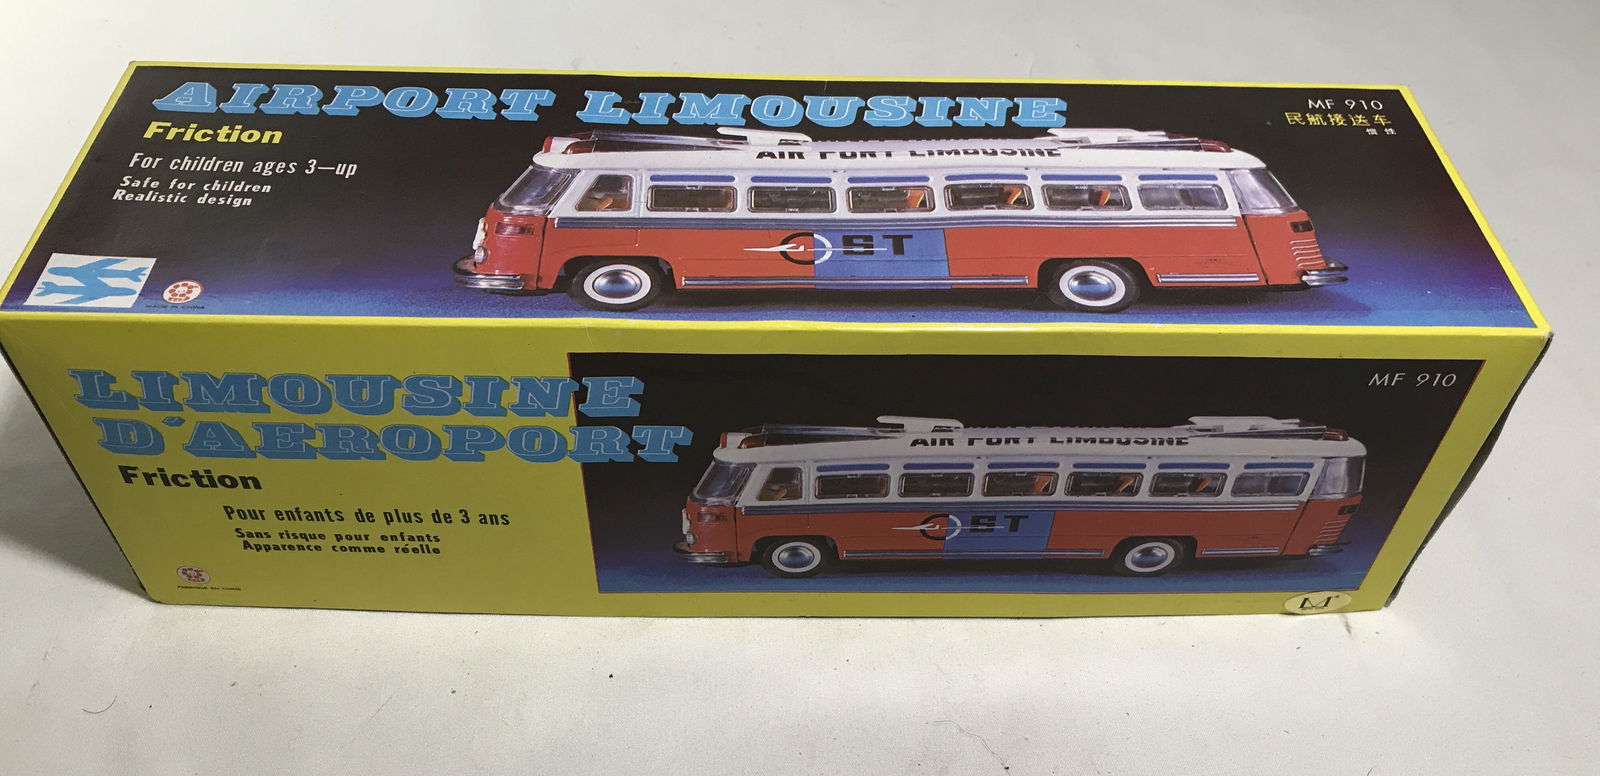 AIRPORT LIMOUSINE
Friction
For children ages 3–up
Safe for children
Realistic design
MADE IN CHINA
MF 910
民航接送车
惯 性
AIR PORT LIMOUSINE
ST
LIMOUSINE
D'AEROPORT
Friction
Pour enfants de plus de 3 ans
Sans risque pour enfants
Apparence comme réelle
FABRIQUE EN CHINE
MF 910
AIR PORT LIMOUSINE
ST
M